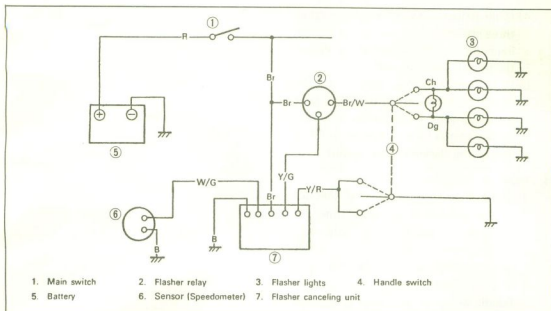 ①
R
Br
②
③
Br
Br/W
Ch
Dg
④
⑤
W/G
Y/G
Y/R
Br
⑥
B
B
⑦
1. Main switch 2. Flasher relay 3. Flasher lights 4. Handle switch
5. Battery 6. Sensor (Speedometer) 7. Flasher canceling unit